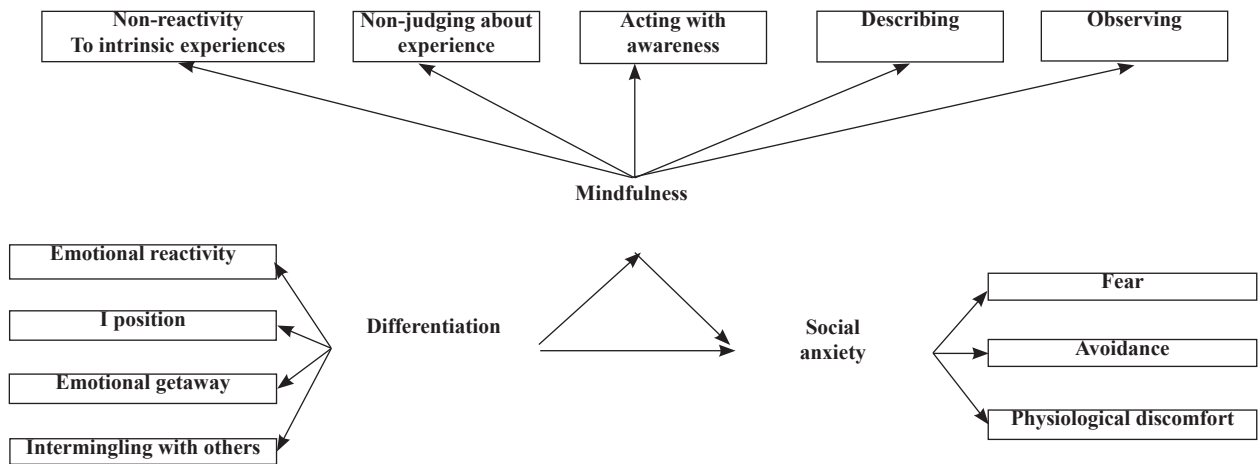 Non-reactivity
To intrinsic experiences
Non-judging about
experience
Acting with
awareness
Describing
Observing
Mindfulness
Emotional reactivity
I position
Emotional getaway
Intermingling with others
Differentiation
Social
anxiety
Fear
Avoidance
Physiological discomfort